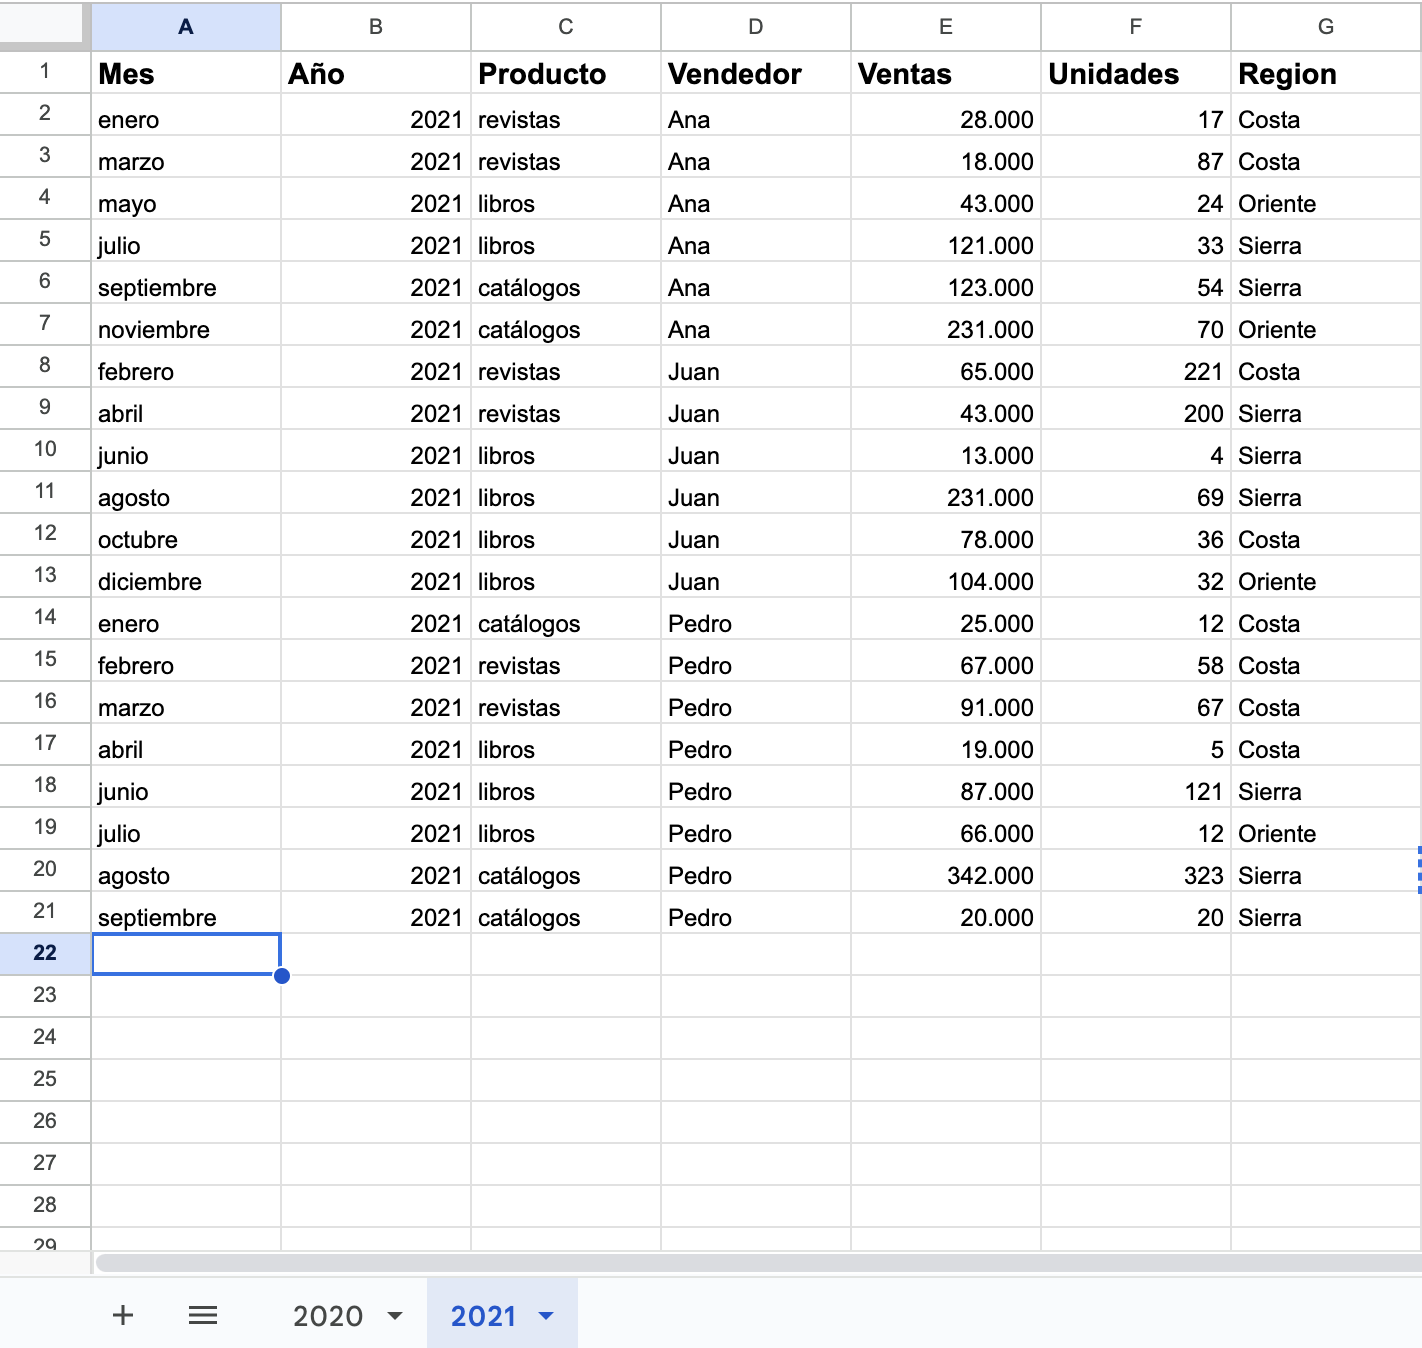 A B C D E F G
1 Mes Año Producto Vendedor Ventas Unidades Region
2 enero 2021 revistas Ana 28.000 17 Costa
3 marzo 2021 revistas Ana 18.000 87 Costa
4 mayo 2021 libros Ana 43.000 24 Oriente
5 julio 2021 libros Ana 121.000 33 Sierra
6 septiembre 2021 catálogos Ana 123.000 54 Sierra
7 noviembre 2021 catálogos Ana 231.000 70 Oriente
8 febrero 2021 revistas Juan 65.000 221 Costa
9 abril 2021 revistas Juan 43.000 200 Sierra
10 junio 2021 libros Juan 13.000 4 Sierra
11 agosto 2021 libros Juan 231.000 69 Sierra
12 octubre 2021 libros Juan 78.000 36 Costa
13 diciembre 2021 libros Juan 104.000 32 Oriente
14 enero 2021 catálogos Pedro 25.000 12 Costa
15 febrero 2021 revistas Pedro 67.000 58 Costa
16 marzo 2021 revistas Pedro 91.000 67 Costa
17 abril 2021 libros Pedro 19.000 5 Costa
18 junio 2021 libros Pedro 87.000 121 Sierra
19 julio 2021 libros Pedro 66.000 12 Oriente
20 agosto 2021 catálogos Pedro 342.000 323 Sierra
21 septiembre 2021 catálogos Pedro 20.000 20 Sierra
22
23
24
25
26
27
28
29
2020 2021